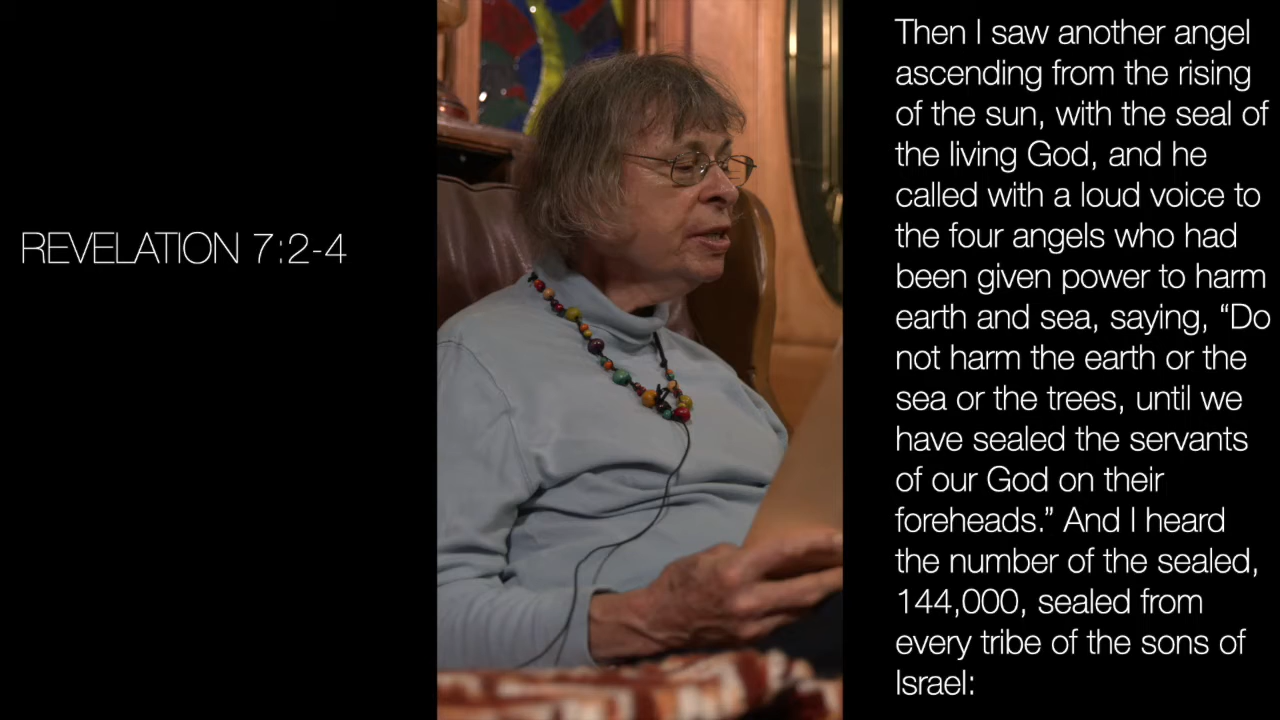 REVELATION 7:2-4
Then I saw another angel
ascending from the rising
of the sun, with the seal of
the living God, and he
called with a loud voice to
the four angels who had
been given power to harm
earth and sea, saying, “Do
not harm the earth or the
sea or the trees, until we
have sealed the servants
of our God on their
foreheads.” And I heard
the number of the sealed,
144,000, sealed from
every tribe of the sons of
Israel: